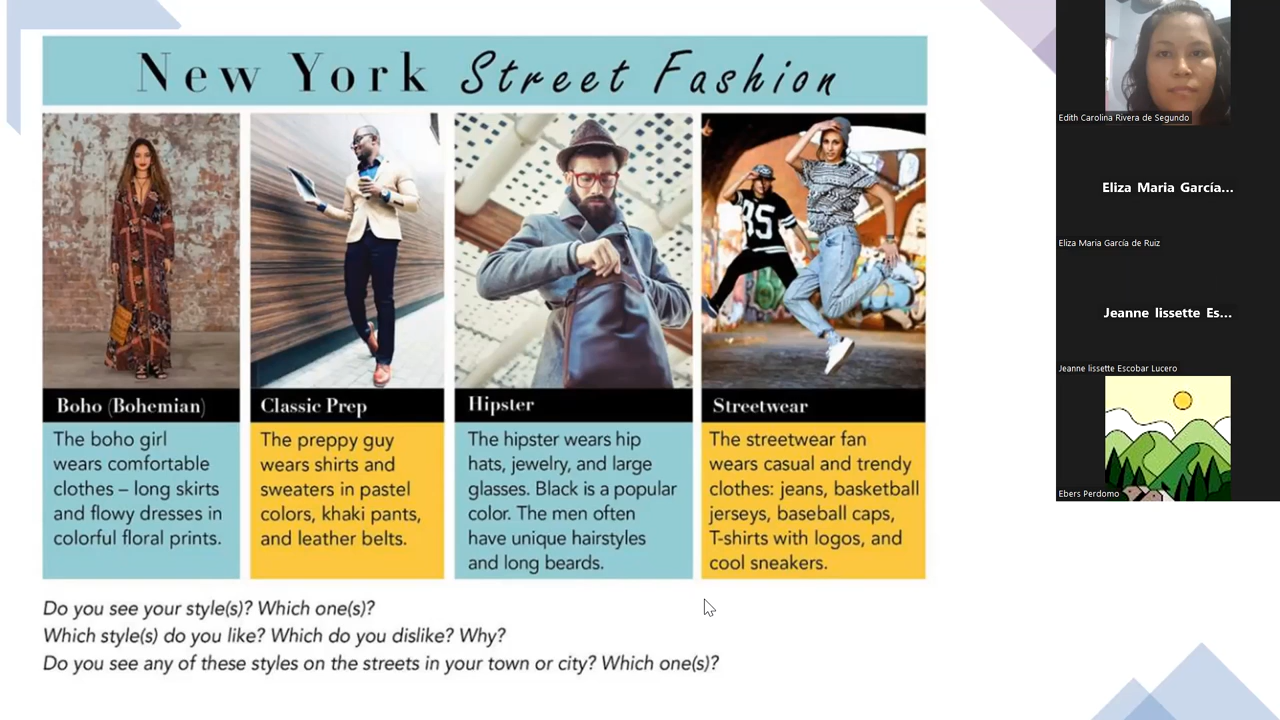 New York Street Fashion
Boho (Bohemian)
The boho girl
wears comfortable
clothes – long skirts
and flowy dresses in
colorful floral prints.
Classic Prep
The preppy guy
wears shirts and
sweaters in pastel
colors, khaki pants,
and leather belts.
Hipster
The hipster wears hip
hats, jewelry, and large
glasses. Black is a popular
color. The men often
have unique hairstyles
and long beards.
85
Streetwear
The streetwear fan
wears casual and trendy
clothes: jeans, basketball
jerseys, baseball caps,
T-shirts with logos, and
cool sneakers.
Do you see your style(s)? Which one(s)?
Which style(s) do you like? Which do you dislike? Why?
Do you see any of these styles on the streets in your town or city? Which one(s)?
Edith Carolina Rivera de Segundo
Eliza Maria García...
Eliza Maria García de Ruiz
Jeanne lissette Es...
Jeanne lissette Escobar Lucero
Ebers Perdomo